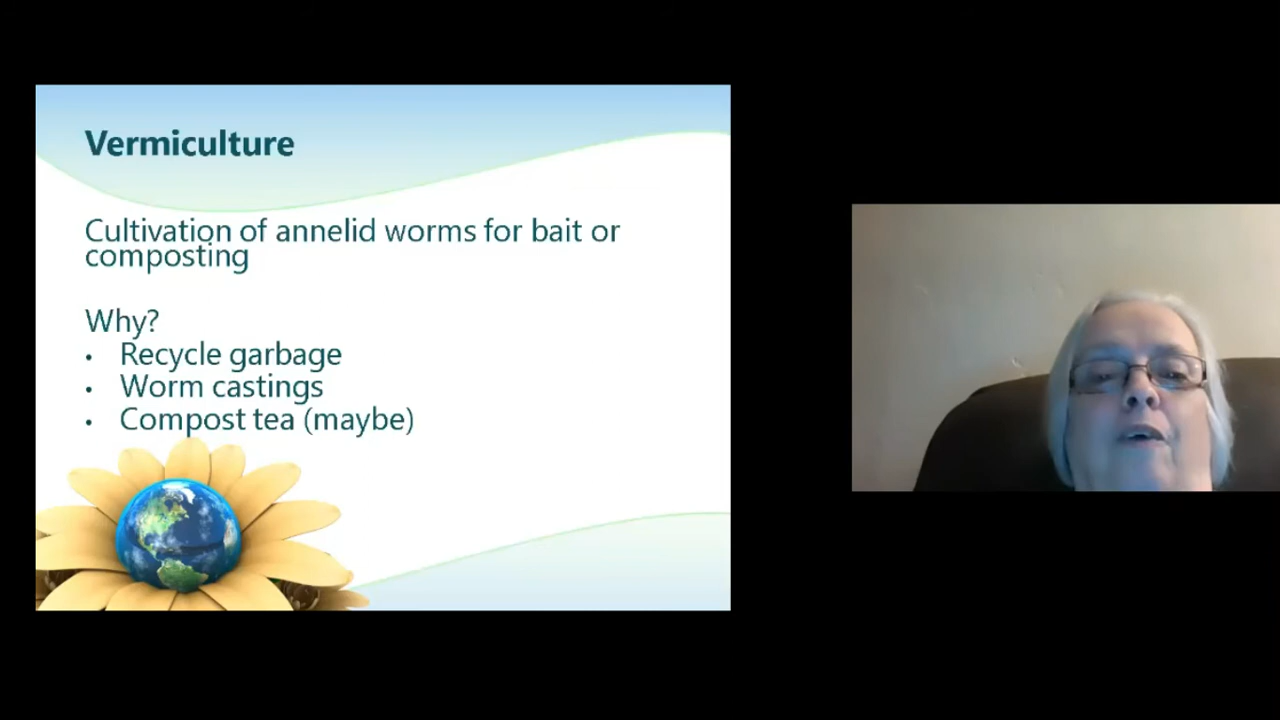 Vermiculture
Cultivation of annelid worms for bait or
composting
Why?
• Recycle garbage
• Worm castings
• Compost tea (maybe)